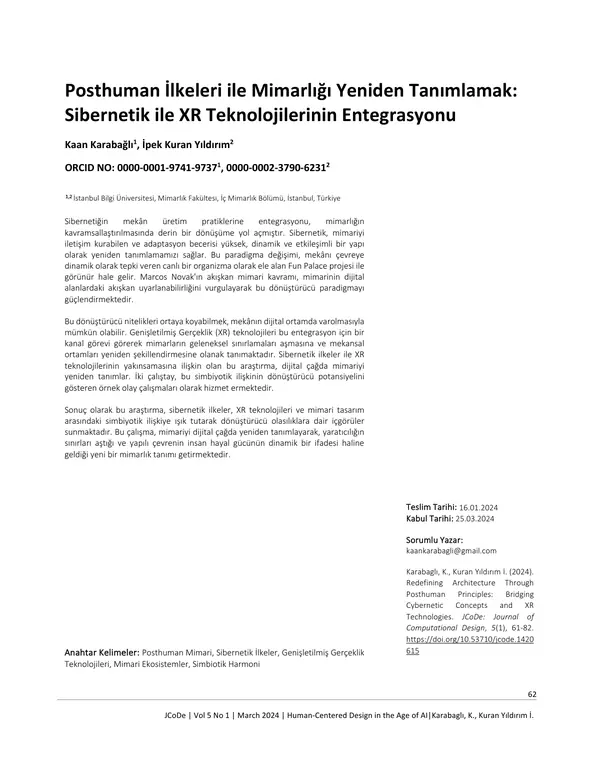 Posthuman İlkeleri ile Mimarlığı Yeniden Tanımlamak:
Sibernetik ile XR Teknolojilerinin Entegrasyonu
Kaan Karabağlı¹, İpek Kuran Yıldırım²
ORCID NO: 0000-0001-9741-9737¹, 0000-0002-3790-6231²
¹,² İstanbul Bilgi Üniversitesi, Mimarlık Fakültesi, İç Mimarlık Bölümü, İstanbul, Türkiye
Sibernetiğin mekân üretim pratiklerine entegrasyonu, mimarlığın
kavramsallaştırılmasında derin bir dönüşüme yol açmıştır. Sibernetik, mimariyi
iletişim kurabilen ve adaptasyon becerisi yüksek, dinamik ve etkileşimli bir yapı
olarak yeniden tanımlamamızı sağlar. Bu paradigma değişimi, mekânı çevreye
dinamik olarak tepki veren canlı bir organizma olarak ele alan Fun Palace projesi ile
görünür hale gelir. Marcos Novak'ın akışkan mimari kavramı, mimarinin dijital
alanlardaki akışkan uyarlanabilirliğini vurgulayarak bu dönüştürücü paradigmayı
güçlendirmektedir.
Bu dönüştürücü nitelikleri ortaya koyabilmek, mekânın dijital ortamda varolmasıyla
mümkün olabilir. Genişletilmiş Gerçeklik (XR) teknolojileri bu entegrasyon için bir
kanal görevi görerek mimarların geleneksel sınırlamaları aşmasına ve mekansal
ortamları yeniden şekillendirmesine olanak tanımaktadır. Sibernetik ilkeler ile XR
teknolojilerinin yakınsamasına ilişkin olan bu araştırma, dijital çağda mimariyi
yeniden tanımlar. İki çalıştay, bu simbiyotik ilişkinin dönüştürücü potansiyelini
gösteren örnek olay çalışmaları olarak hizmet ermektedir.
Sonuç olarak bu araştırma, sibernetik ilkeler, XR teknolojileri ve mimari tasarım
arasındaki simbiyotik ilişkiye ışık tutarak dönüştürücü olasılıklara dair içgörüler
sunmaktadır. Bu çalışma, mimariyi dijital çağda yeniden tanımlayarak, yaratıcılığın
sınırları aştığı ve yapılı çevrenin insan hayal gücünün dinamik bir ifadesi haline
geldiği yeni bir mimarlık tanımı getirmektedir.
Teslim Tarihi: 16.01.2024
Kabul Tarihi: 25.03.2024
Sorumlu Yazar:
kaankarabagli@gmail.com
Karabaglı, K., Kuran Yıldırım İ. (2024).
Redefining Architecture Through
Posthuman Principles: Bridging
Cybernetic Concepts and XR
Technologies. JCoDe: Journal of
Computational Design, 5(1), 61-82.
https://doi.org/10.53710/jcode.1420
615
Anahtar Kelimeler: Posthuman Mimari, Sibernetik İlkeler, Genişletilmiş Gerçeklik
Teknolojileri, Mimari Ekosistemler, Simbiotik Harmoni
62
JCoDe | Vol 5 No 1 | March 2024 | Human-Centered Design in the Age of AI|Karabaglı, K., Kuran Yıldırım, İ.